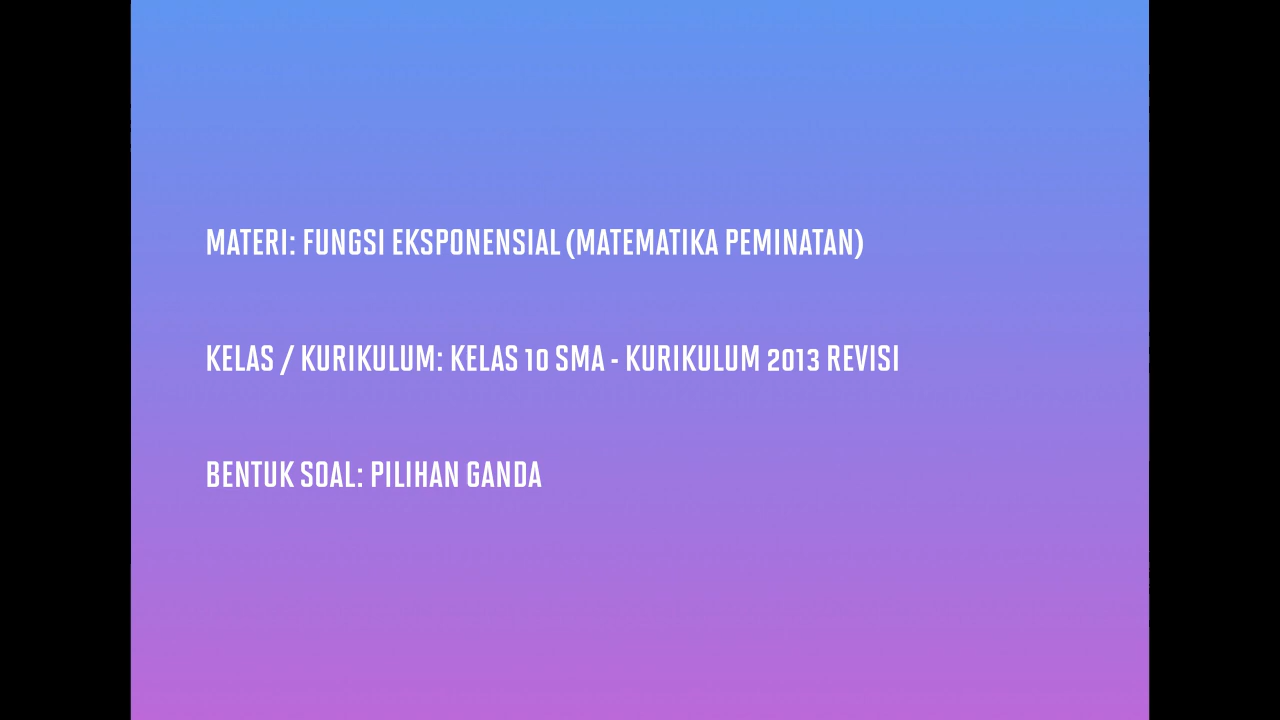 MATERI: FUNGSI EKSPONENSIAL (MATEMATIKA PEMINATAN)
KELAS / KURIKULUM: KELAS 10 SMA - KURIKULUM 2013 REVISI
BENTUK SOAL: PILIHAN GANDA